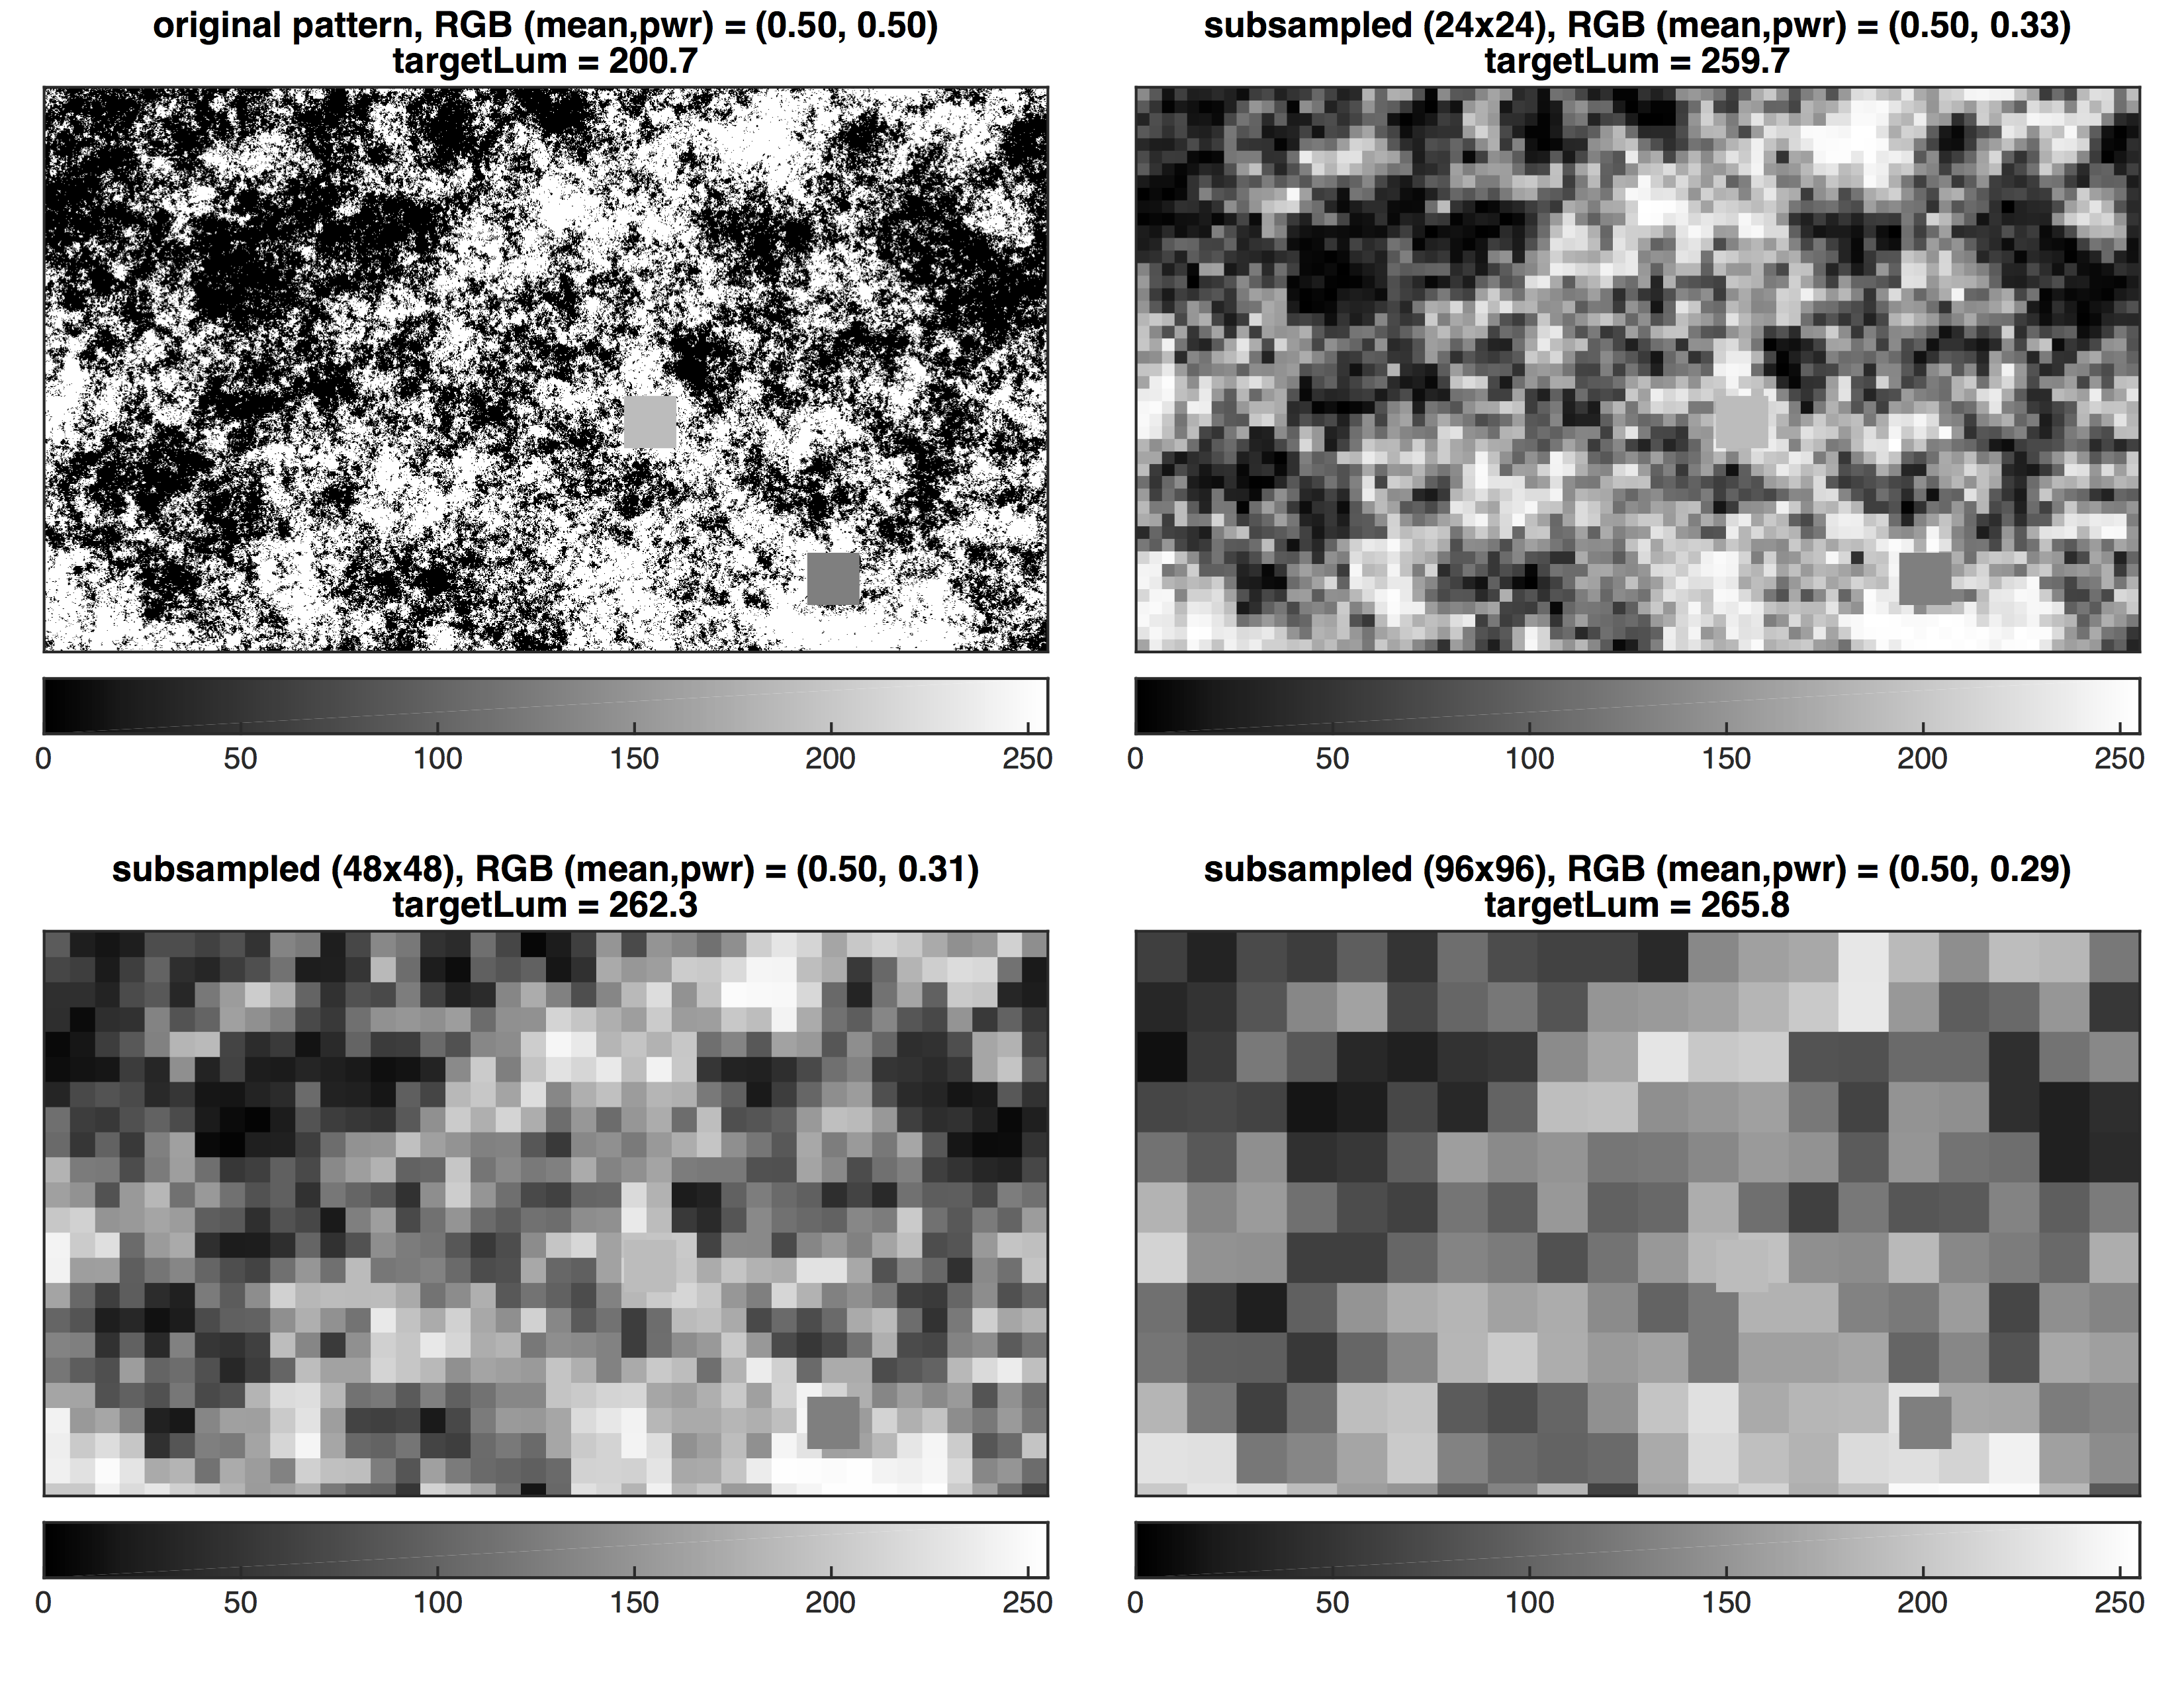 original pattern, RGB (mean,pwr) = (0.50, 0.50)
targetLum = 200.7
0 50 100 150 200 250
subsampled (24x24), RGB (mean,pwr) = (0.50, 0.33)
targetLum = 259.7
0 50 100 150 200 250
subsampled (48x48), RGB (mean,pwr) = (0.50, 0.31)
targetLum = 262.3
0 50 100 150 200 250
subsampled (96x96), RGB (mean,pwr) = (0.50, 0.29)
targetLum = 265.8
0 50 100 150 200 250